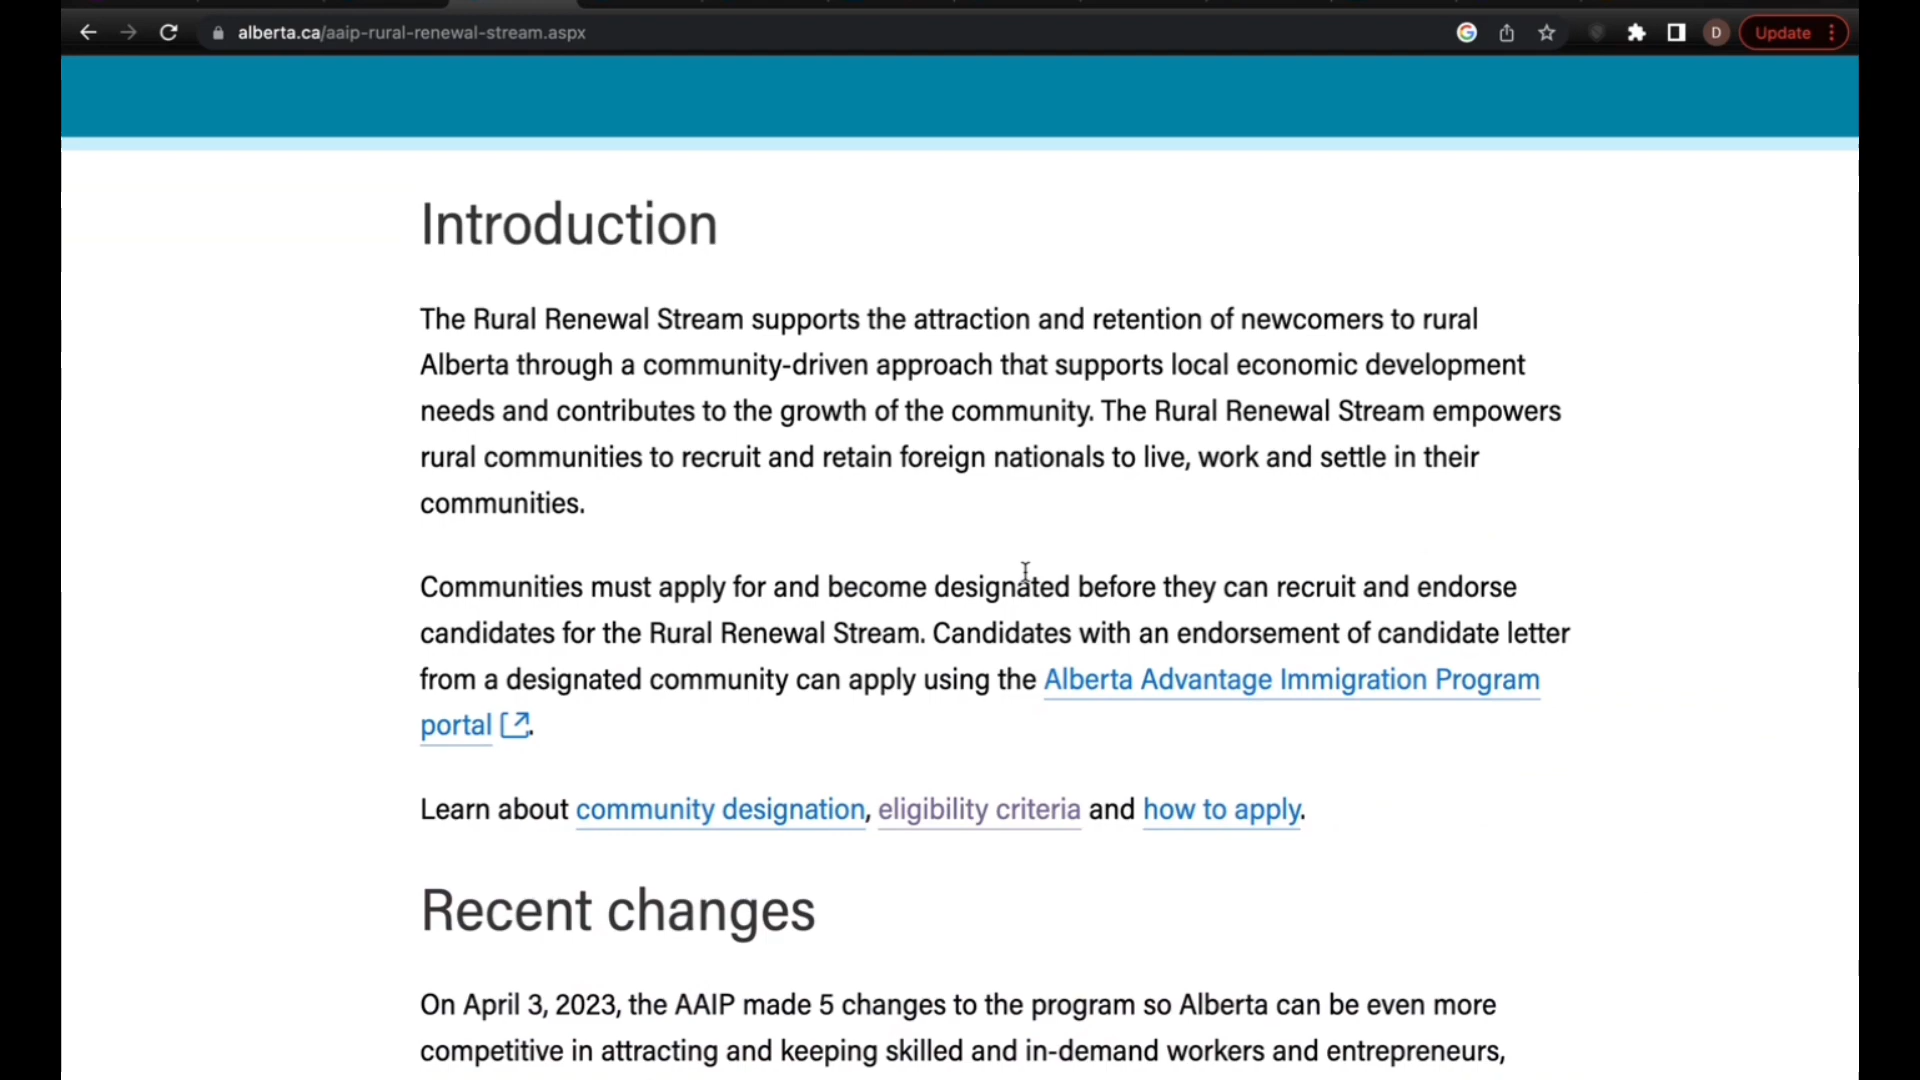 alberta.ca/aaip-rural-renewal-stream.aspx
D
Update
Introduction
The Rural Renewal Stream supports the attraction and retention of newcomers to rural
Alberta through a community-driven approach that supports local economic development
needs and contributes to the growth of the community. The Rural Renewal Stream empowers
rural communities to recruit and retain foreign nationals to live, work and settle in their
communities.
Communities must apply for and become designated before they can recruit and endorse
candidates for the Rural Renewal Stream. Candidates with an endorsement of candidate letter
from a designated community can apply using the Alberta Advantage Immigration Program
portal.
Learn about community designation, eligibility criteria and how to apply.
Recent changes
On April 3, 2023, the AAIP made 5 changes to the program so Alberta can be even more
competitive in attracting and keeping skilled and in-demand workers and entrepreneurs,